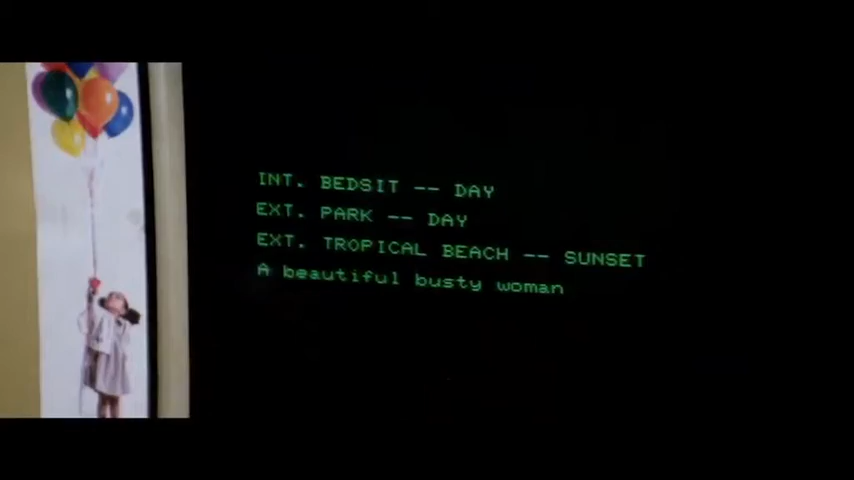 INT. BEDSIT -- DAY
EXT. PARK -- DAY
EXT. TROPICAL BEACH -- SUNSET
A beautiful busty woman